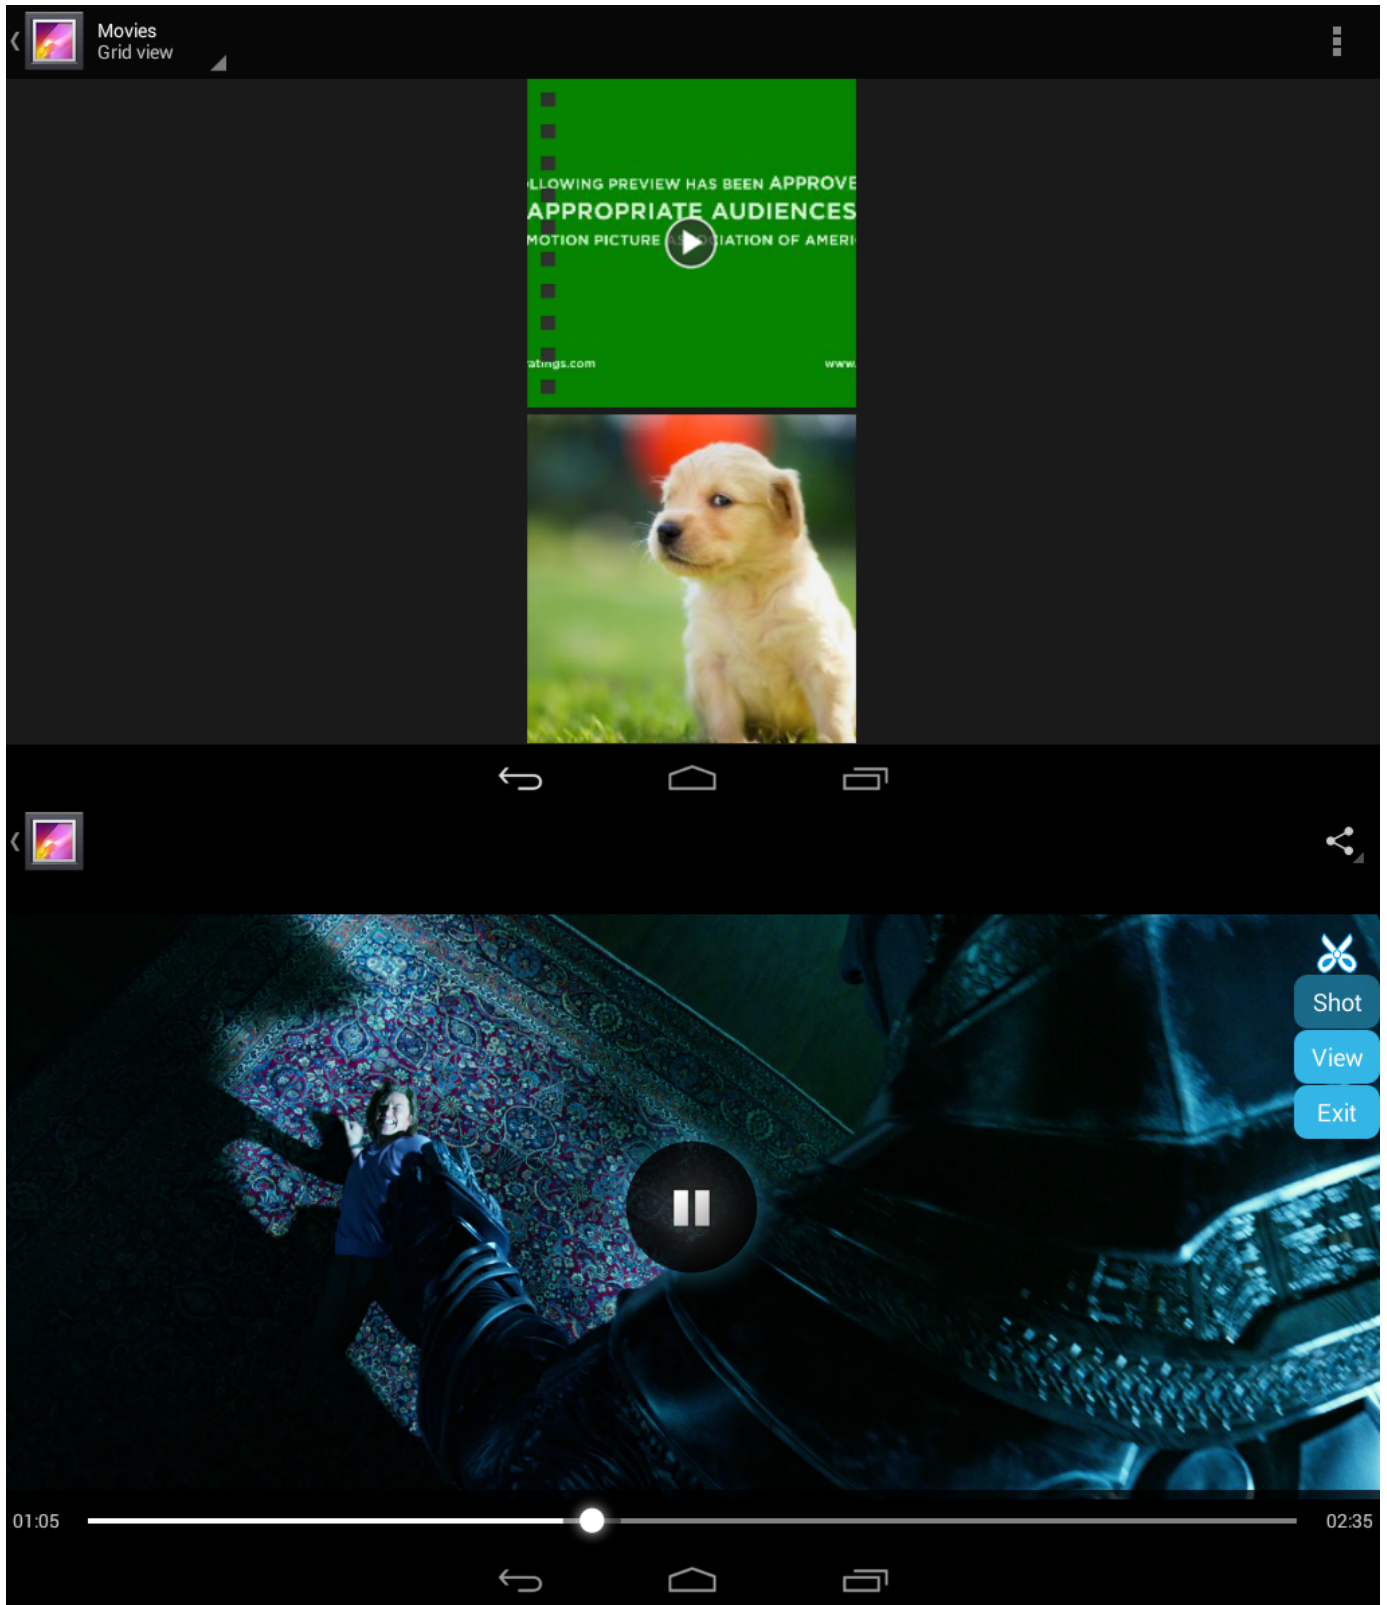 Movies
Grid view
LLOWING PREVIEW HAS BEEN APPROVE
APPROPRIATE AUDIENCES
MOTION PICTURE ASSOCIATION OF AMERI
atings.com
www.
Shot
View
Exit
01:05
02:35